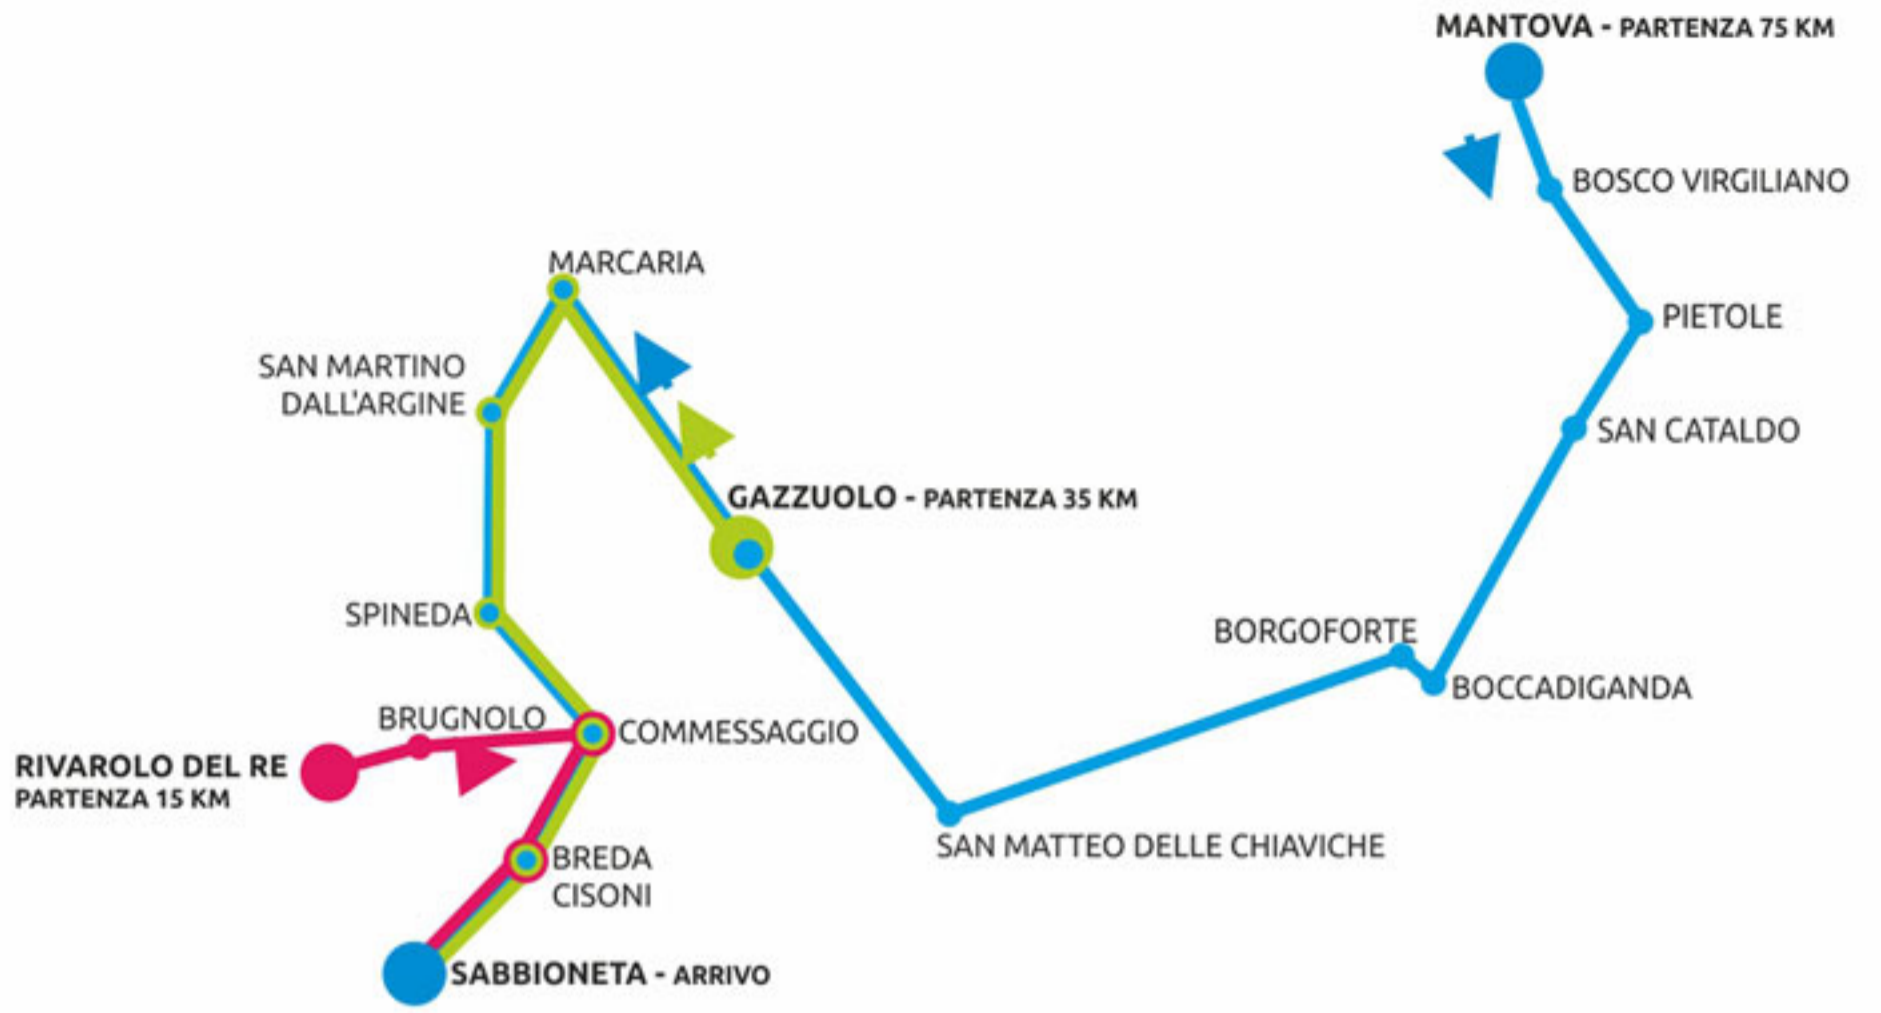 MANTOVA - PARTENZA 75 KM
BOSCO VIRGILIANO
MARCARIA
PIETOLE
SAN MARTINO
DALL'ARGINE
SAN CATALDO
GAZZUOLO - PARTENZA 35 KM
SPINEDA
BORGOFORTE
BOCCADIGANDA
BRUGNOLO
COMMESSAGGIO
RIVAROLO DEL RE
PARTENZA 15 KM
SAN MATTEO DELLE CHIAVICHE
BREDA
CISONI
SABBIONETA - ARRIVO